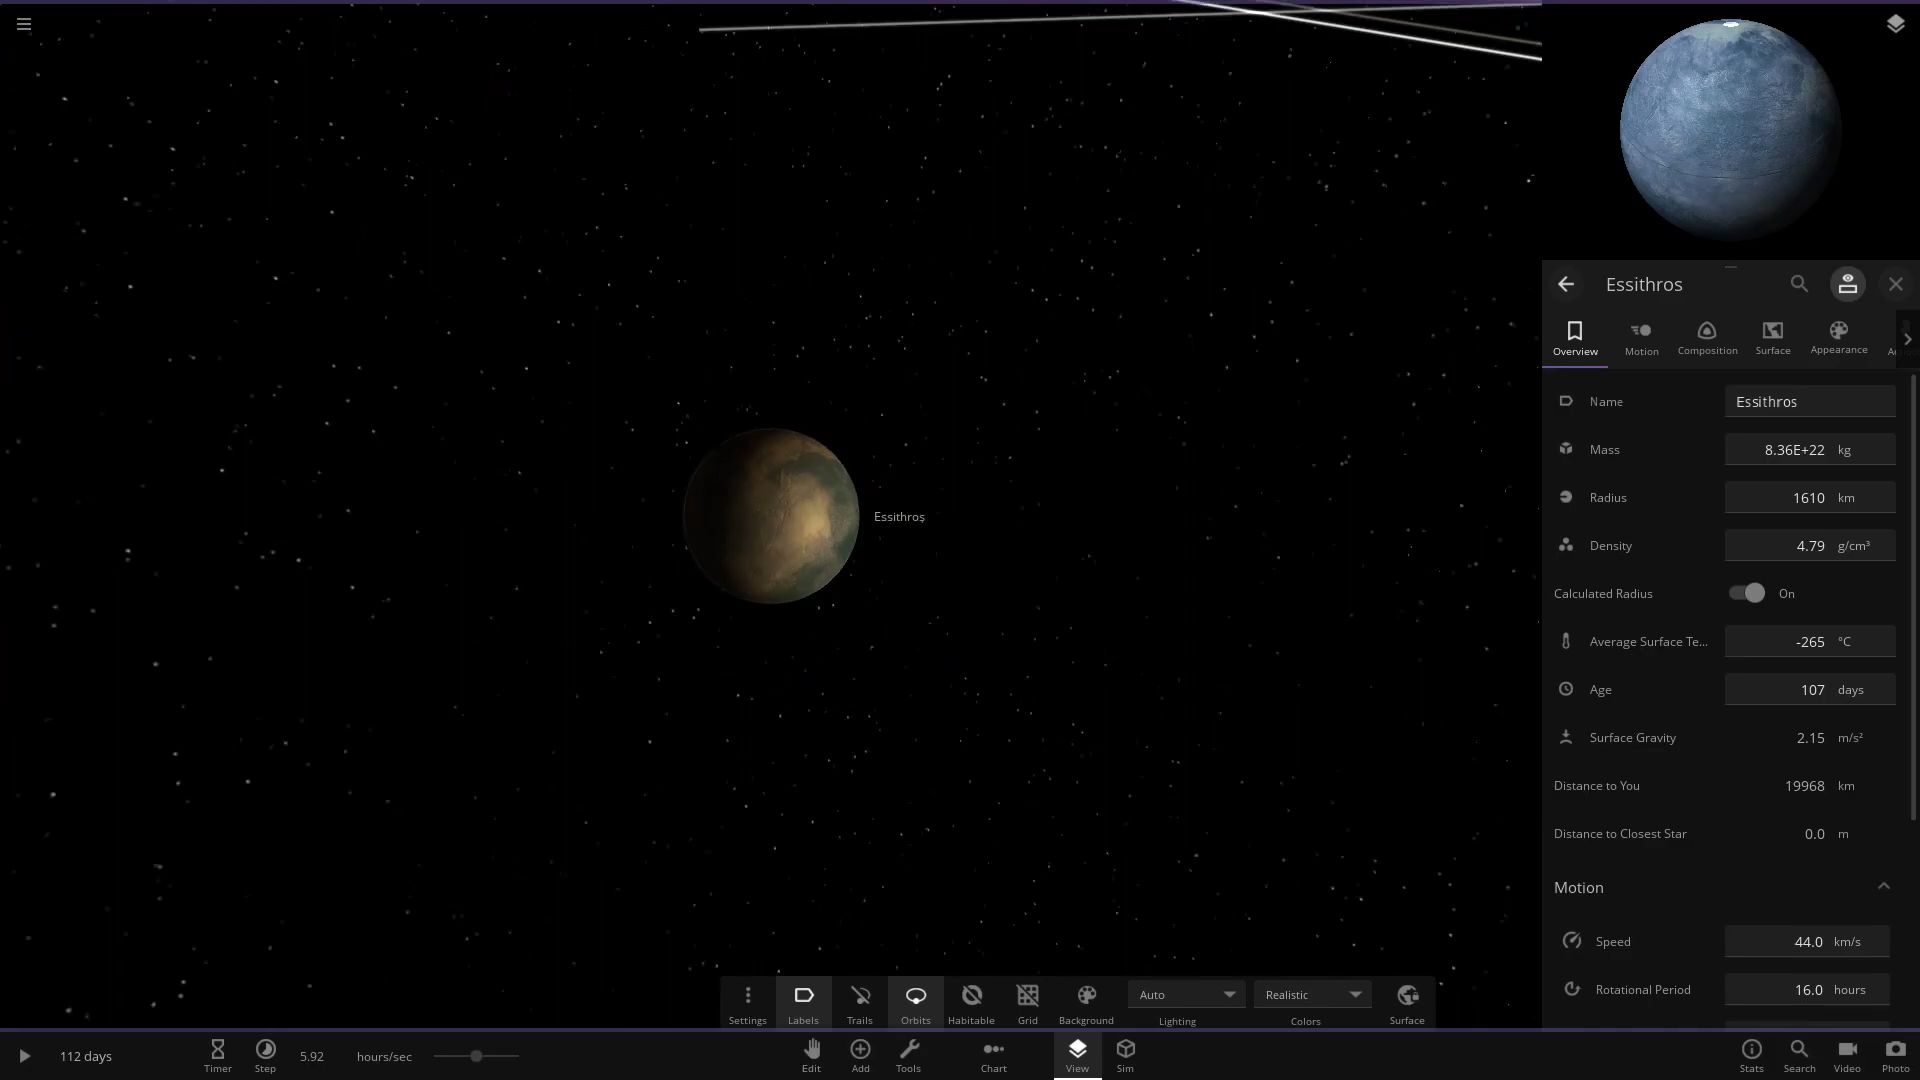 Essithros
Essithros
Overview
Motion
Composition
Surface
Appearance
Name
Essithros
Mass
8.36E+22 kg
Radius
1610 km
Density
4.79 g/cm³
Calculated Radius
On
Average Surface Te...
-265 °C
Age
107 days
Surface Gravity
2.15 m/s²
Distance to You
19968 km
Distance to Closest Star
0.0 m
Motion
Speed
44.0 km/s
Rotational Period
16.0 hours
Settings
Labels
Trails
Orbits
Habitable
Grid
Background
Auto
Lighting
Realistic
Colors
Surface
112 days
Timer
Step
5.92 hours/sec
Edit
Add
Tools
Chart
View
Sim
Stats
Search
Video
Photo